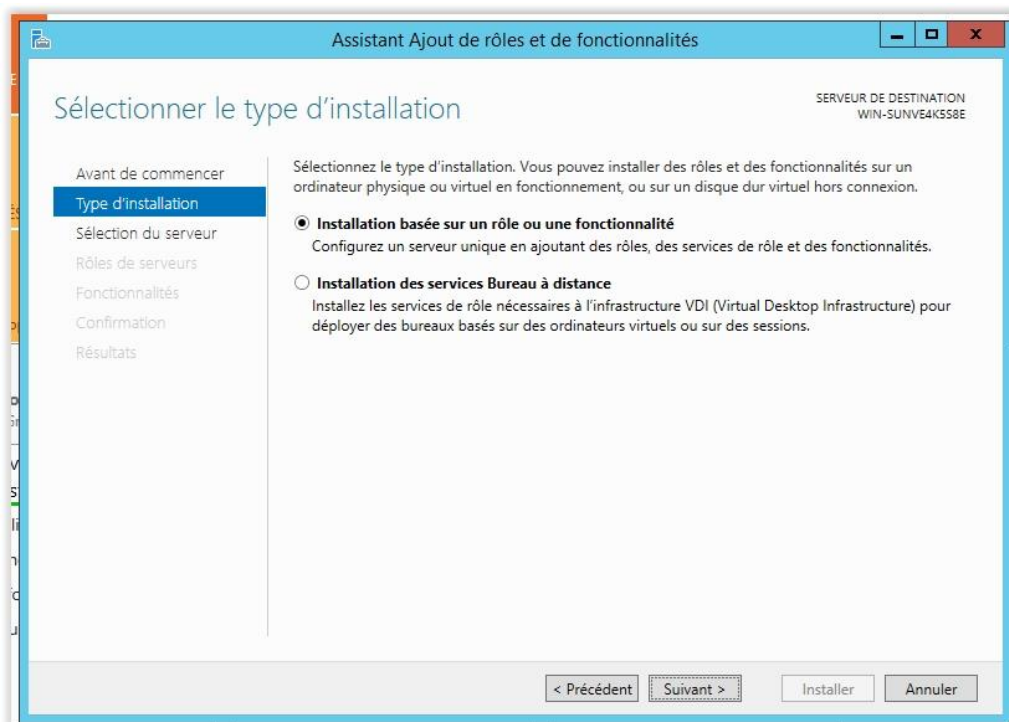 Assistant Ajout de rôles et de fonctionnalités
Sélectionner le type d'installation
SERVEUR DE DESTINATION
WIN-SUNVE4K5S8E
Avant de commencer
Type d'installation
Sélection du serveur
Rôles de serveurs
Fonctionnalités
Confirmation
Résultats
Sélectionnez le type d'installation. Vous pouvez installer des rôles et des fonctionnalités sur un
ordinateur physique ou virtuel en fonctionnement, ou sur un disque dur virtuel hors connexion.
Installation basée sur un rôle ou une fonctionnalité
Configurez un serveur unique en ajoutant des rôles, des services de rôle et des fonctionnalités.
Installation des services Bureau à distance
Installez les services de rôle nécessaires à l'infrastructure VDI (Virtual Desktop Infrastructure) pour
déployer des bureaux basés sur des ordinateurs virtuels ou sur des sessions.
< Précédent
Suivant >
Installer
Annuler